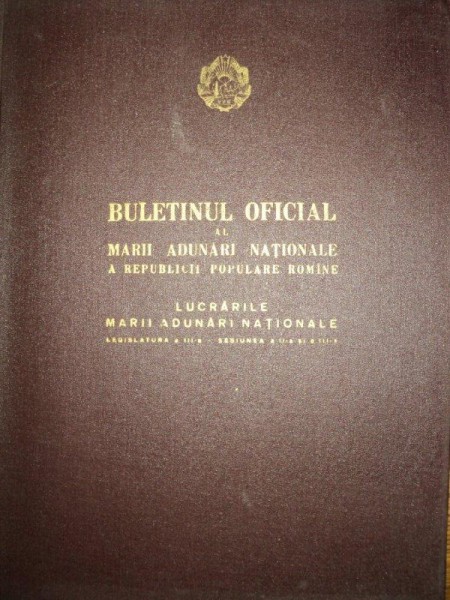 BULETINUL OFICIAL
AL
MARII ADUNĂRI NAȚIONALE
A REPUBLICII POPULARE ROMÎNE
LUCRĂRILE
MARII ADUNĂRI NAȚIONALE
LEGISLATURA A III-A - SESIUNEA A II-A ȘI A III-A